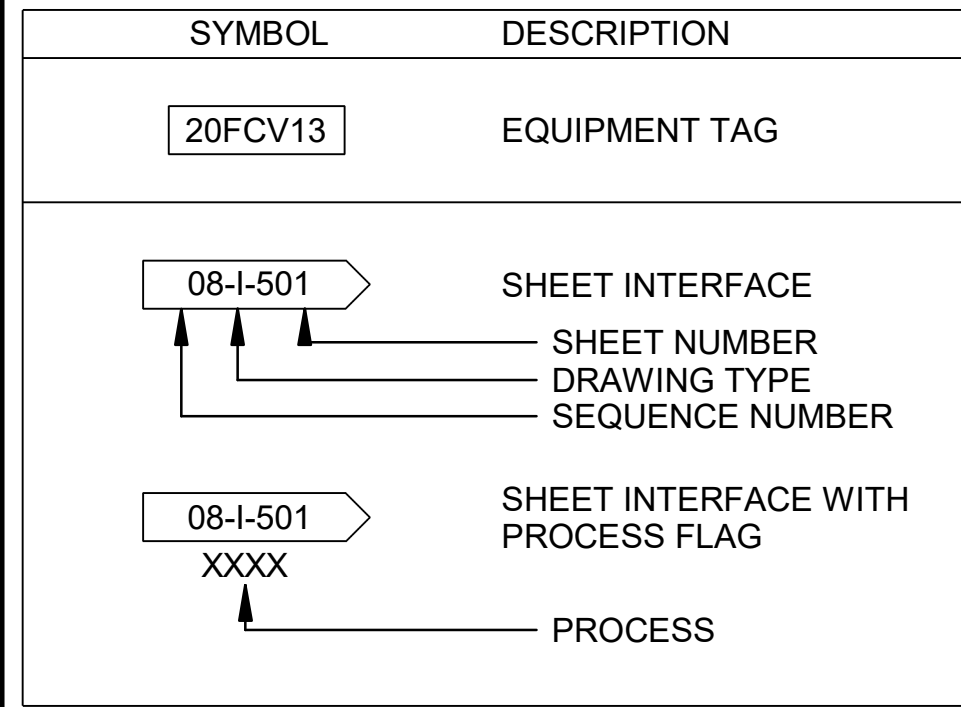 SYMBOL DESCRIPTION
20FCV13 EQUIPMENT TAG
08-I-501 SHEET INTERFACE
SHEET NUMBER
DRAWING TYPE
SEQUENCE NUMBER
08-I-501 SHEET INTERFACE WITH
PROCESS FLAG
XXXX
PROCESS